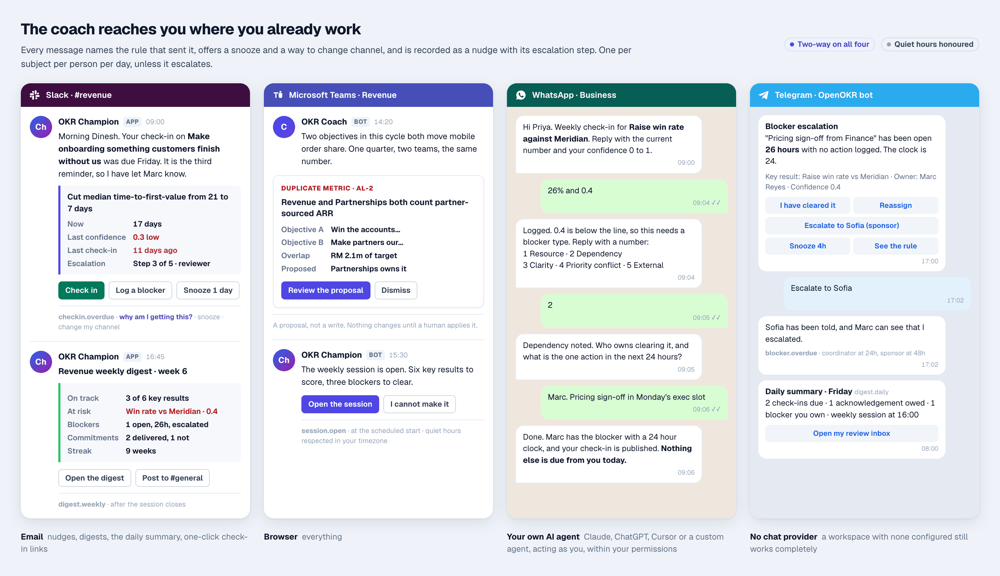 The coach reaches you where you already work
Every message names the rule that sent it, offers a snooze and a way to change channel, and is recorded as a nudge with its escalation step. One per
subject per person per day, unless it escalates.
Two-way on all four
Quiet hours honoured
Slack · #revenue
Ch
OKR Champion APP 09:00
Morning Dinesh. Your check-in on Make
onboarding something customers finish
without us was due Friday. It is the third
reminder, so I have let Marc know.
Cut median time-to-first-value from 21 to
7 days
Now 17 days
Last confidence 0.3 low
Last check-in 11 days ago
Escalation Step 3 of 5 · reviewer
Check in
Log a blocker
Snooze 1 day
checkin.overdue · why am I getting this? · snooze ·
change my channel
Ch
OKR Champion APP 16:45
Revenue weekly digest · week 6
On track 3 of 6 key results
At risk Win rate vs Meridian · 0.4
Blockers 1 open, 26h, escalated
Commitments 2 delivered, 1 not
Streak 9 weeks
Open the digest
Post to #general
digest.weekly · after the session closes
Microsoft Teams · Revenue
C
OKR Coach BOT 14:20
Two objectives in this cycle both move mobile
order share. One quarter, two teams, the same
number.
DUPLICATE METRIC · AL-2
Revenue and Partnerships both count partner-
sourced ARR
Objective A Win the accounts...
Objective B Make partners our...
Overlap RM 2.1m of target
Proposed Partnerships owns it
Review the proposal
Dismiss
A proposal, not a write. Nothing changes until a human applies it.
Ch
OKR Champion BOT 15:30
The weekly session is open. Six key results to
score, three blockers to clear.
Open the session
I cannot make it
session.open · at the scheduled start · quiet hours
respected in your timezone
WhatsApp · Business
Hi Priya. Weekly check-in for Raise win rate
against Meridian. Reply with the current
number and your confidence 0 to 1.
09:00
26% and 0.4
09:04 ✓✓
Logged. 0.4 is below the line, so this needs a
blocker type. Reply with a number:
1 Resource · 2 Dependency
3 Clarity · 4 Priority conflict · 5 External
09:04
2
09:05 ✓✓
Dependency noted. Who owns clearing it, and
what is the one action in the next 24 hours?
09:05
Marc. Pricing sign-off in Monday's exec slot
09:06 ✓✓
Done. Marc has the blocker with a 24 hour
clock, and your check-in is published. Nothing
else is due from you today.
09:06
Telegram · OpenOKR bot
Blocker escalation
"Pricing sign-off from Finance" has been open
26 hours with no action logged. The clock is
24.
Key result: Raise win rate vs Meridian · Owner: Marc
Reyes · Confidence 0.4
I have cleared it
Reassign
Escalate to Sofia (sponsor)
Snooze 4h
See the rule
17:00
Escalate to Sofia
17:02
Sofia has been told, and Marc can see that I
escalated.
blocker.overdue · coordinator at 24h, sponsor at 48h
17:02
Daily summary · Friday digest.daily
2 check-ins due · 1 acknowledgement owed · 1
blocker you own · weekly session at 16:00
Open my review inbox
08:00
Email nudges, digests, the daily summary, one-click check-
in links
Browser everything
Your own AI agent Claude, ChatGPT, Cursor or a custom
agent, acting as you, within your permissions
No chat provider a workspace with none configured still
works completely